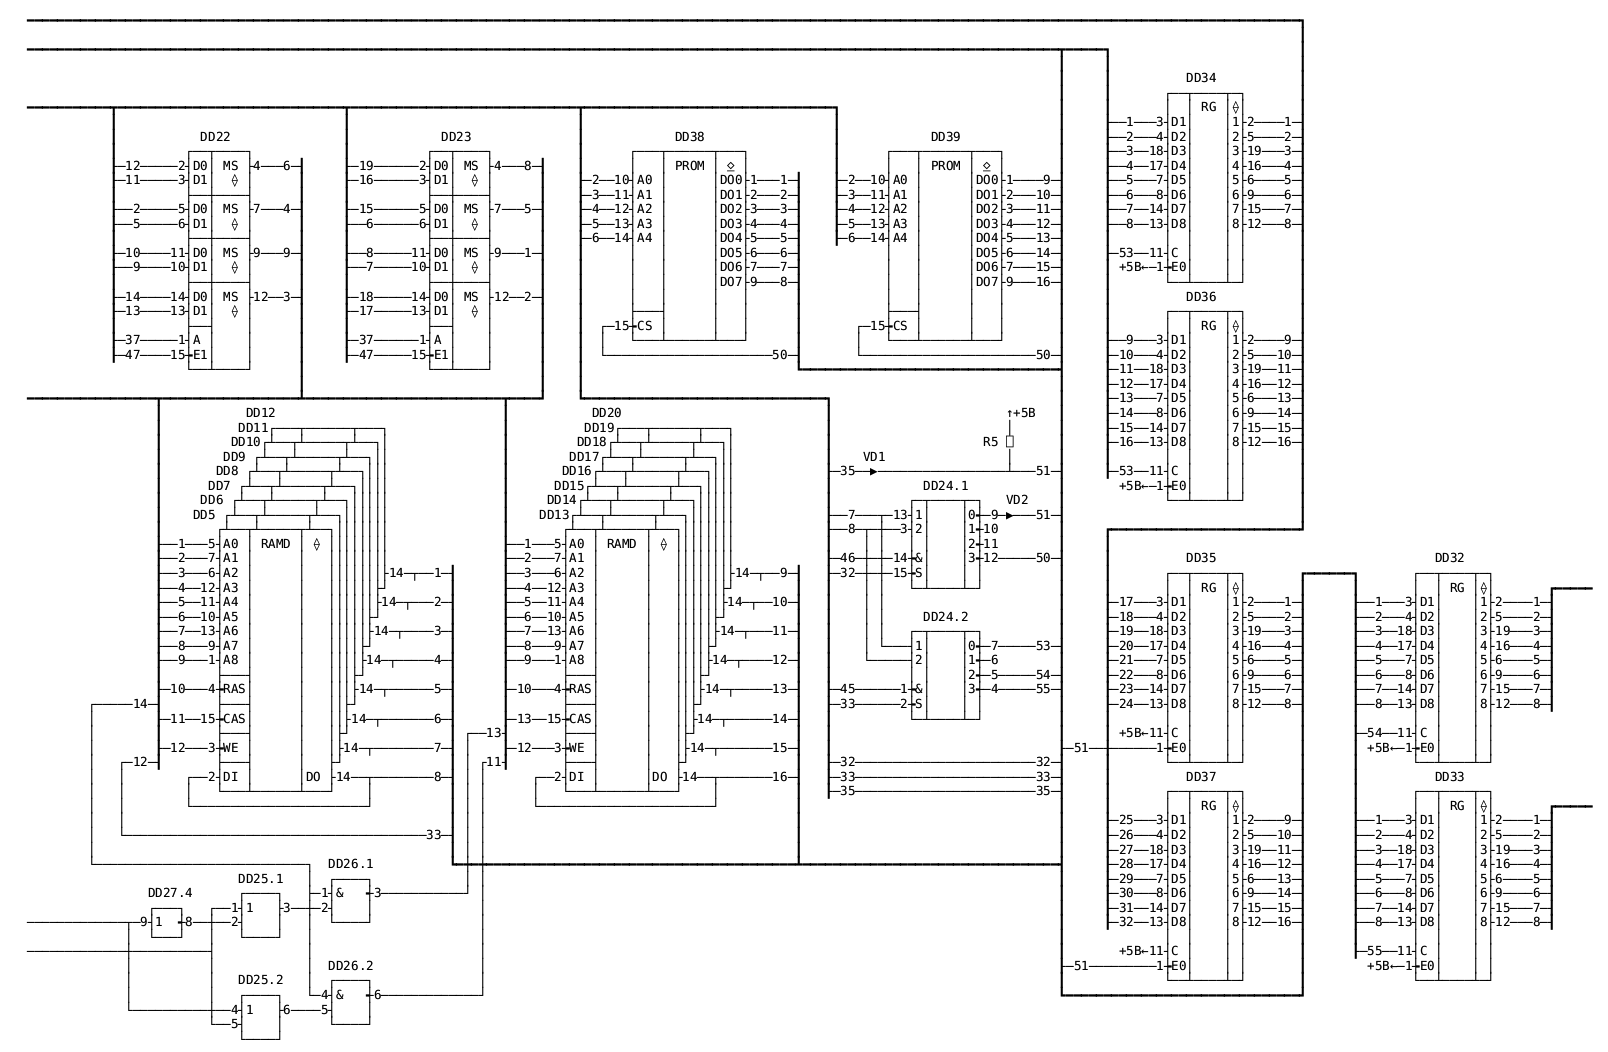 DD34
RG ◊
1 3 D1 1 2 1
2 4 D2 2 5 2
3 18 D3 3 19 3
4 17 D4 4 16 4
5 7 D5 5 6 5
6 8 D6 6 9 6
7 14 D7 7 15 7
8 13 D8 8 12 8
53 11 C
+5В← 1 E0
DD22
12 2 D0 MS 4 6
11 3 D1 ◊
2 5 D0 MS 7 4
5 6 D1 ◊
10 11 D0 MS 9 9
9 10 D1 ◊
14 14 D0 MS 12 3
13 13 D1 ◊
37 1 A
47 15 E1
DD23
19 2 D0 MS 4 8
16 3 D1 ◊
15 5 D0 MS 7 5
6 6 D1 ◊
8 11 D0 MS 9 1
7 10 D1 ◊
18 14 D0 MS 12 2
17 13 D1 ◊
37 1 A
47 15 E1
DD38
PROM ◊
2 10 A0 DO0 1 1
3 11 A1 DO1 2 2
4 12 A2 DO2 3 3
5 13 A3 DO3 4 4
6 14 A4 DO4 5 5
DO5 6 6
DO6 7 7
DO7 9 8
15 CS
50
DD39
PROM ◊
2 10 A0 DO0 1 9
3 11 A1 DO1 2 10
4 12 A2 DO2 3 11
5 13 A3 DO3 4 12
6 14 A4 DO4 5 13
DO5 6 14
DO6 7 15
DO7 9 16
15 CS
50
DD36
RG ◊
9 3 D1 1 2 9
10 4 D2 2 5 10
11 18 D3 3 19 11
12 17 D4 4 16 12
13 7 D5 5 6 13
14 8 D6 6 9 14
15 14 D7 7 15 15
16 13 D8 8 12 16
53 11 C
+5В← 1 E0
DD12
DD11
DD10
DD9
DD8
DD7
DD6
DD5
RAMD ◊
1 5 A0
2 7 A1
3 6 A2 14 1
4 12 A3
5 11 A4 14 2
6 10 A5
7 13 A6 14 3
8 9 A7
9 1 A8 14 4
10 4 RAS 14 5
14
11 15 CAS 14 6
12 3 WE 14 7
12
2 DI DO 14 8
33
DD20
DD19
DD18
DD17
DD16
DD15
DD14
DD13
RAMD ◊
1 5 A0
2 7 A1
3 6 A2 14 9
4 12 A3
5 11 A4 14 10
6 10 A5
7 13 A6 14 11
8 9 A7
9 1 A8 14 12
10 4 RAS 14 13
13 15 CAS 14 14
13
12 3 WE 14 15
11
2 DI DO 14 16
↑+5В
R5
VD1
35 51
DD24.1 VD2
7 13 1 0 9 51
8 3 2 1 10
2 11
46 14 & 3 12 50
32 15 S
DD24.2
1 0 7 53
2 1 6
2 5 54
45 1 & 3 4 55
33 2 S
32 32
33 33
35 35
DD35
RG ◊
17 3 D1 1 2 1
18 4 D2 2 5 2
19 18 D3 3 19 3
20 17 D4 4 16 4
21 7 D5 5 6 5
22 8 D6 6 9 6
23 14 D7 7 15 7
24 13 D8 8 12 8
+5В← 11 C
51 1 E0
DD32
RG ◊
1 3 D1 1 2 1
2 4 D2 2 5 2
3 18 D3 3 19 3
4 17 D4 4 16 4
5 7 D5 5 6 5
6 8 D6 6 9 6
7 14 D7 7 15 7
8 13 D8 8 12 8
54 11 C
+5В← 1 E0
DD37
RG ◊
25 3 D1 1 2 9
26 4 D2 2 5 10
27 18 D3 3 19 11
28 17 D4 4 16 12
29 7 D5 5 6 13
30 8 D6 6 9 14
31 14 D7 7 15 15
32 13 D8 8 12 16
+5В← 11 C
51 1 E0
DD33
RG ◊
1 3 D1 1 2 1
2 4 D2 2 5 2
3 18 D3 3 19 3
4 17 D4 4 16 4
5 7 D5 5 6 5
6 8 D6 6 9 6
7 14 D7 7 15 7
8 13 D8 8 12 8
55 11 C
+5В← 1 E0
DD27.4
9 1 8
DD25.1
1 1 3
2
DD26.1
1 & 3
2
DD25.2
4 1 6
5
DD26.2
4 & 6
5